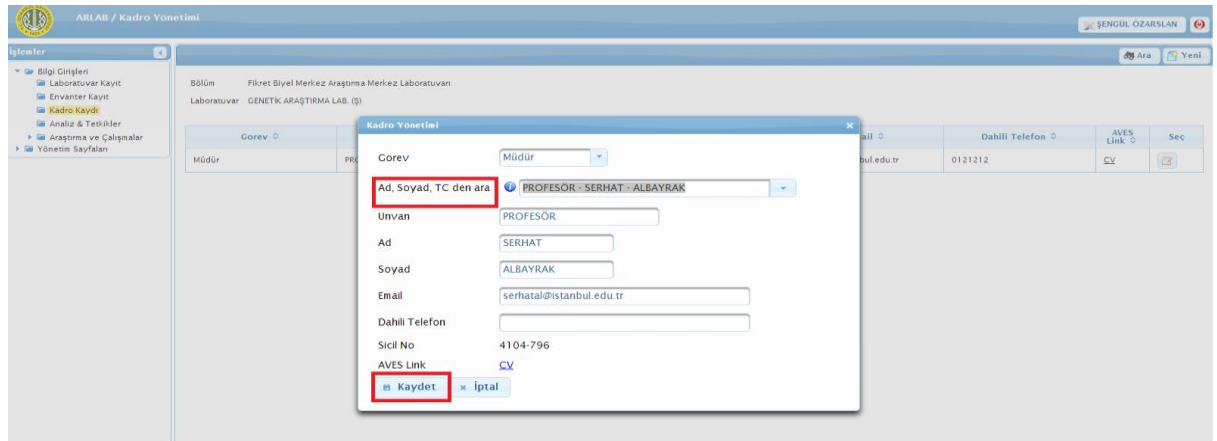 ARLAB / Kadro Yönetimi
ŞENGÜL ÖZARSLAN
İşlemler
Ara Yeni
Bilgi Girişleri
Laboratuvar Kayıt
Envanter Kayıt
Kadro Kaydı
Analiz & Tetkikler
Araştırma ve Çalışmalar
Yönetim Sayfaları
Bölüm Fikret Biyel Merkez Araştırma Merkez Laboratuvarı
Laboratuvar GENETİK ARAŞTIRMA LAB. (Ş)
Gorev ail Dahili Telefon AVES Link Seç
Müdür PRO bul.edu.tr 0121212 CV
Kadro Yönetimi
Gorev Müdür
Ad, Soyad, TC den ara PROFESÖR - SERHAT - ALBAYRAK
Unvan PROFESÖR
Ad SERHAT
Soyad ALBAYRAK
Email serhatal@istanbul.edu.tr
Dahili Telefon
Sicil No 4104-796
AVES Link CV
Kaydet İptal